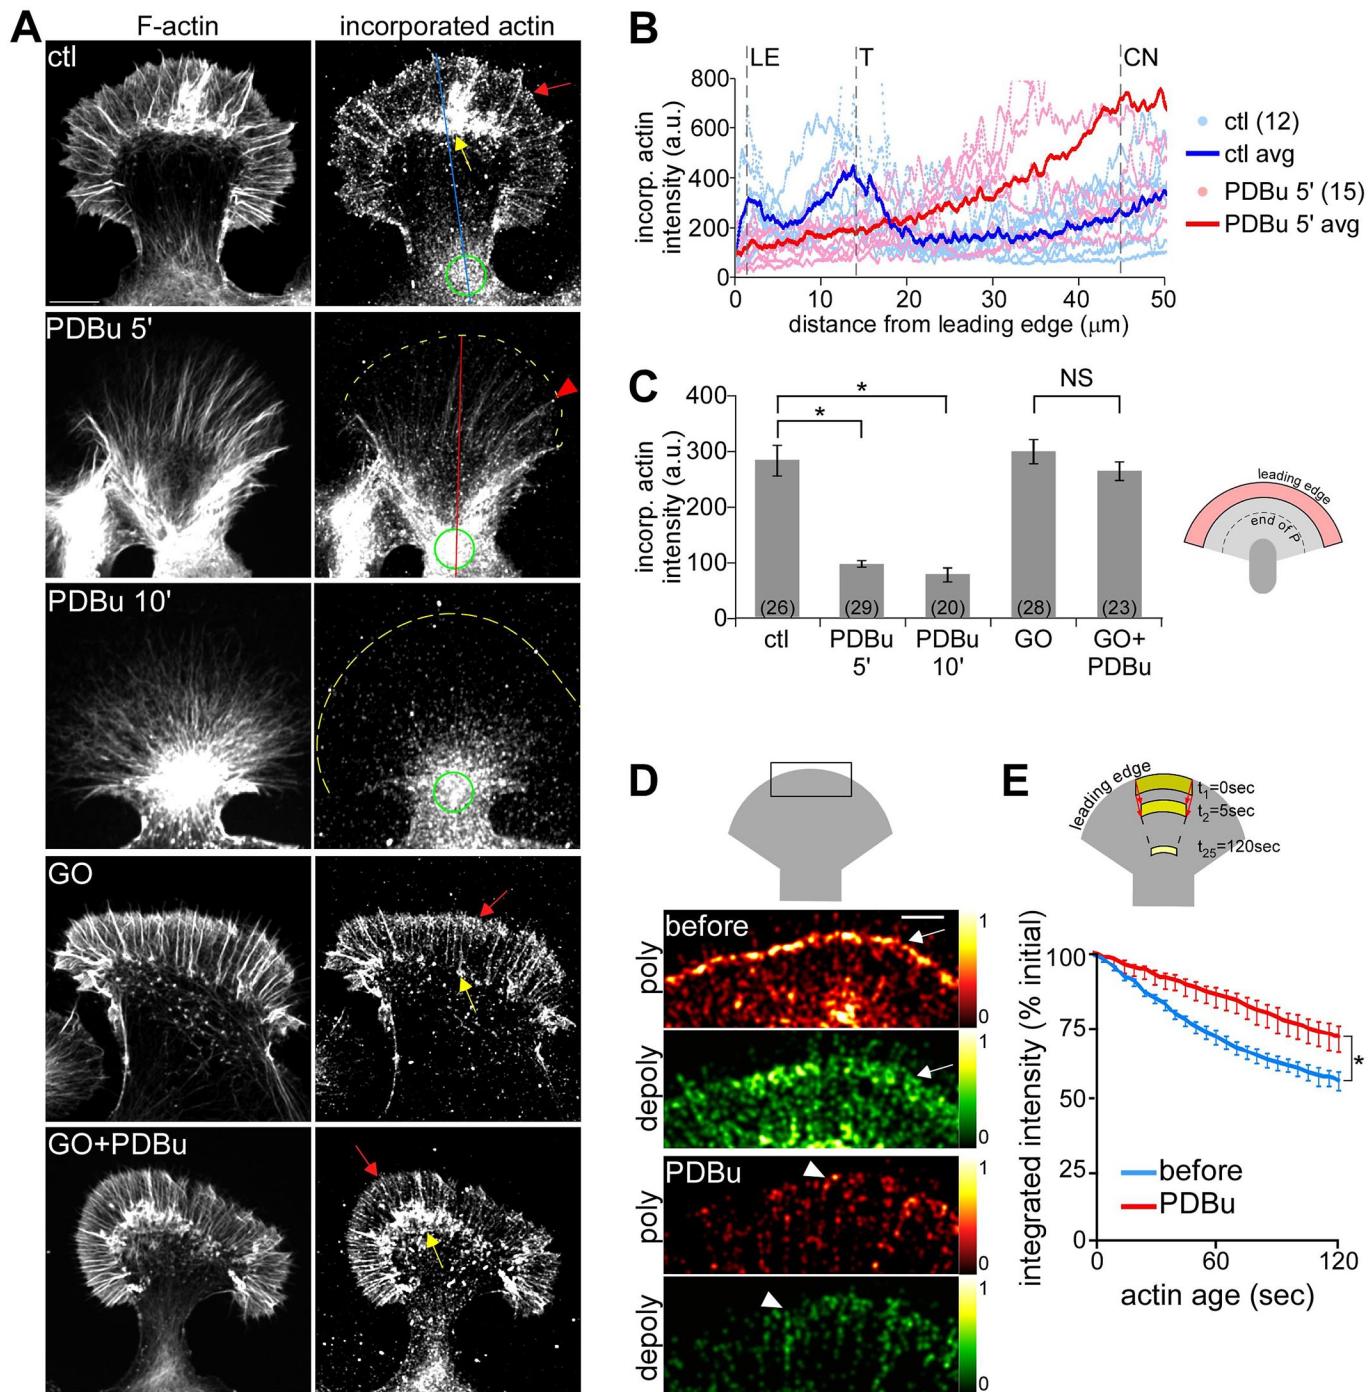 A
F-actin
incorporated actin
ctl
PDBu 5'
PDBu 10'
GO
GO+PDBu
B
LE
T
CN
800
600
400
200
0
incorp. actin
intensity (a.u.)
0 10 20 30 40 50
distance from leading edge (μm)
ctl (12)
ctl avg
PDBu 5' (15)
PDBu 5' avg
C
400
300
200
100
0
incorp. actin
intensity (a.u.)
*
*
NS
(26) (29) (20) (28) (23)
ctl PDBu PDBu GO GO+
5' 10' PDBu
leading edge
end of P
D
before
poly
1
0
depoly
1
0
PDBu
poly
1
0
depoly
1
0
E
leading edge
t1=0sec
t2=5sec
t25=120sec
integrated intensity (% initial)
100
75
50
25
0
*
before
PDBu
0 60 120
actin age (sec)